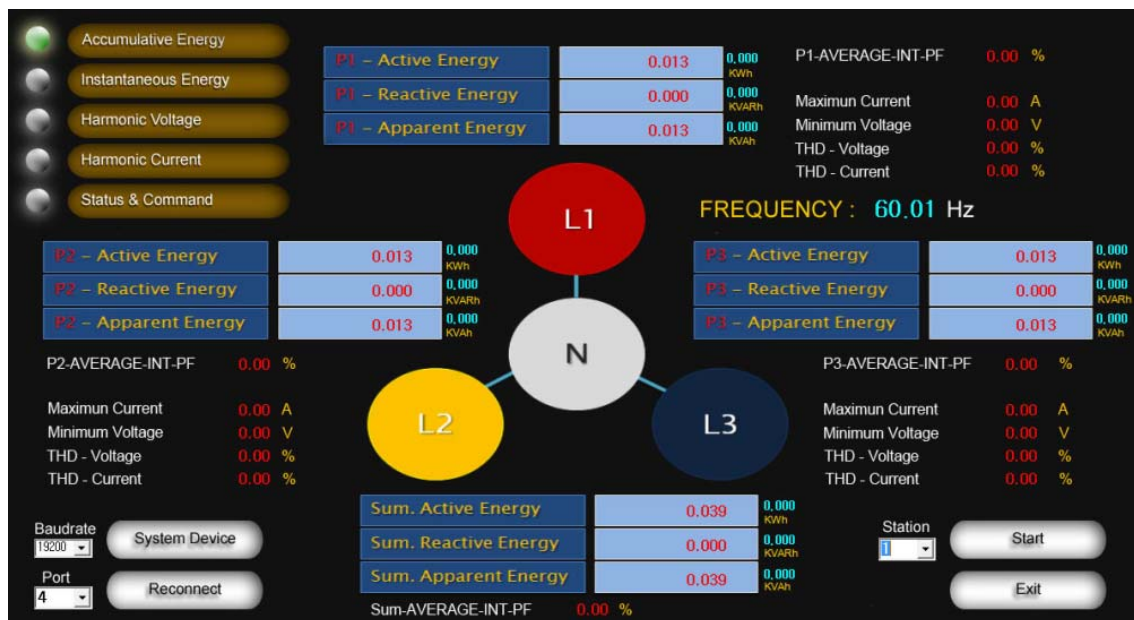 Accumulative Energy
Instantaneous Energy
Harmonic Voltage
Harmonic Current
Status & Command
P1 – Active Energy 0.013 0,000 KWh
P1 – Reactive Energy 0.000 0,000 KVARh
P1 – Apparent Energy 0.013 0,000 KVAh
P1-AVERAGE-INT-PF 0.00 %
Maximun Current 0.00 A
Minimum Voltage 0.00 V
THD - Voltage 0.00 %
THD - Current 0.00 %
L1
FREQUENCY : 60.01 Hz
P2 – Active Energy 0.013 0,000 KWh
P2 – Reactive Energy 0.000 0,000 KVARh
P2 – Apparent Energy 0.013 0,000 KVAh
P2-AVERAGE-INT-PF 0.00 %
Maximun Current 0.00 A
Minimum Voltage 0.00 V
THD - Voltage 0.00 %
THD - Current 0.00 %
N
L2
L3
P3 – Active Energy 0.013 0,000 KWh
P3 – Reactive Energy 0.000 0,000 KVARh
P3 – Apparent Energy 0.013 0,000 KVAh
P3-AVERAGE-INT-PF 0.00 %
Maximun Current 0.00 A
Minimum Voltage 0.00 V
THD - Voltage 0.00 %
THD - Current 0.00 %
Sum. Active Energy 0.039 0,000 KWh
Sum. Reactive Energy 0.000 0,000 KVARh
Sum. Apparent Energy 0.039 0,000 KVAh
Sum-AVERAGE-INT-PF 0.00 %
Baudrate
19200
System Device
Port
4
Reconnect
Station
1
Start
Exit